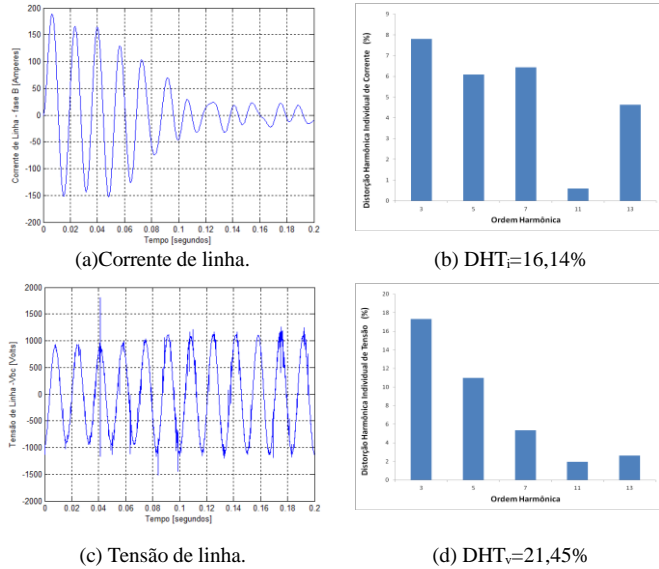 Corrente de Linha - fase B [Amperes]
200
150
100
50
0
-50
-100
-150
-200
0 0.02 0.04 0.06 0.08 0.1 0.12 0.14 0.16 0.18 0.2
Tempo [segundos]
(a)Corrente de linha.
Distorção Harmônica Individual de Corrente (%)
9
8
7
6
5
4
3
2
1
0
3 5 7 11 13
Ordem Harmônica
(b) DHTi=16,14%
Tensão de Linha -Vbc [Volts]
2000
1500
1000
500
0
-500
-1000
-1500
-2000
0 0.02 0.04 0.06 0.08 0.1 0.12 0.14 0.16 0.18 0.2
Tempo [segundos]
(c) Tensão de linha.
Distorção Harmônica Individual de Tensão (%)
20
18
16
14
12
10
8
6
4
2
0
3 5 7 11 13
Ordem Harmônica
(d) DHTv=21,45%